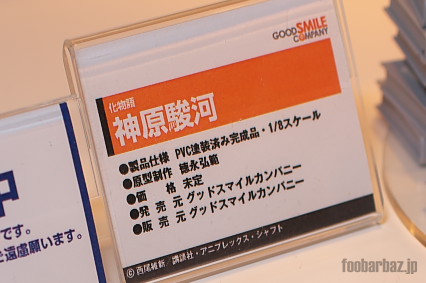 GOODSMILE
COMPANY
化物語
神原駿河
●製品仕様 PVC塗装済み完成品・1/8スケール
●原型制作 徳永弘範
●価　　格 未定
●発 売 元 グッドスマイルカンパニー
●販 売 元 グッドスマイルカンパニー
©西尾維新/講談社・アニプレックス・シャフト
ご遠慮願います。
foobarbaz.jp